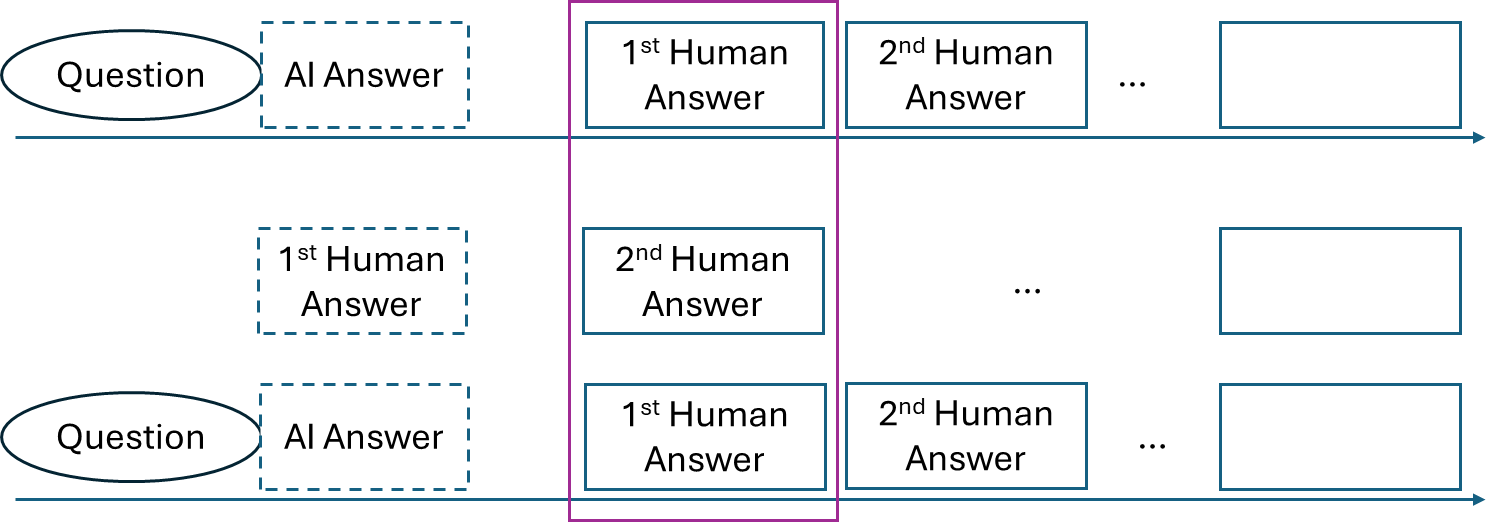 Question
AI Answer
1st Human
Answer
2nd Human
Answer
...
1st Human
Answer
2nd Human
Answer
...
Question
AI Answer
1st Human
Answer
2nd Human
Answer
...